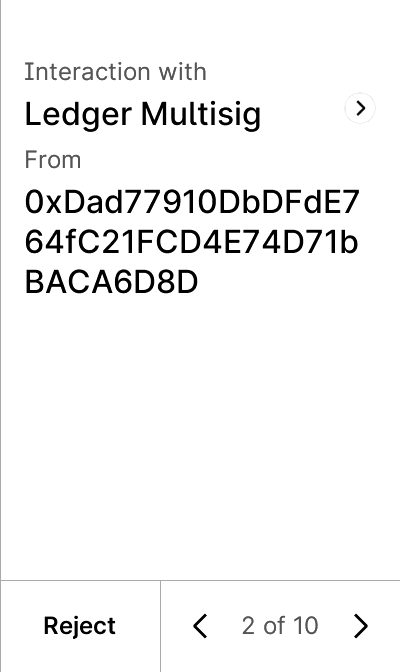 Interaction with
Ledger Multisig
From
0xDad77910DbDFdE7
64fC21FCD4E74D71b
BACA6D8D
Reject
2 of 10